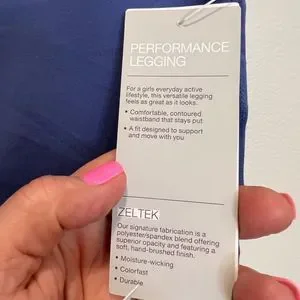 PERFORMANCE
LEGGING
For a girls everyday active
lifestyle, this versatile legging
feels as great as it looks.
• Comfortable, contoured
waistband that stays put
• A fit designed to support
and move with you
ZELTEK
Our signature fabrication is a
polyester/spandex blend offering
superior opacity and featuring a
soft, hand-brushed finish.
• Moisture-wicking
• Colorfast
• Durable